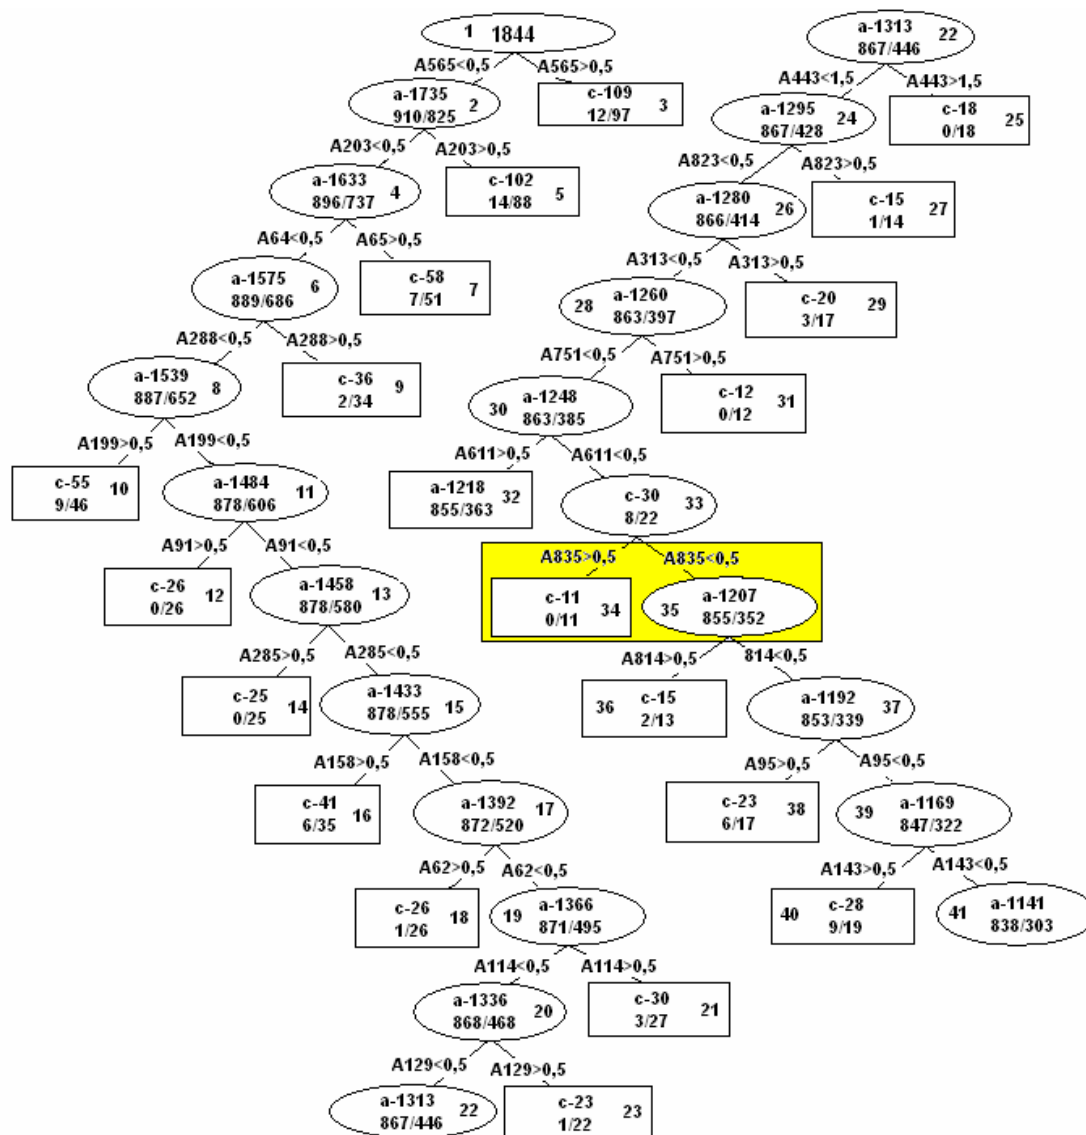 1 1844
A565<0,5 A565>0,5
a-1735
910/825 2
c-109
12/97 3
A203<0,5 A203>0,5
a-1633
896/737 4
c-102
14/88 5
A64<0,5 A65>0,5
a-1575
889/686 6
c-58
7/51 7
A288<0,5 A288>0,5
a-1539
887/652 8
c-36
2/34 9
A199>0,5 A199<0,5
c-55
9/46 10
a-1484
878/606 11
A91>0,5 A91<0,5
c-26
0/26 12
a-1458
878/580 13
A285>0,5 A285<0,5
c-25
0/25 14
a-1433
878/555 15
A158>0,5 A158<0,5
c-41
6/35 16
a-1392
872/520 17
A62>0,5 A62<0,5
c-26
1/26 18
19 a-1366
871/495
A114<0,5 A114>0,5
a-1336
868/468 20
c-30
3/27 21
A129<0,5 A129>0,5
a-1313
867/446 22
c-23
1/22 23
a-1313
867/446 22
A443<1,5 A443>1,5
a-1295
867/428 24
c-18
0/18 25
A823<0,5 A823>0,5
a-1280
866/414 26
c-15
1/14 27
A313<0,5 A313>0,5
28 a-1260
863/397
c-20
3/17 29
A751<0,5 A751>0,5
30 a-1248
863/385
c-12
0/12 31
A611>0,5 A611<0,5
a-1218
855/363 32
c-30
8/22 33
A835>0,5 A835<0,5
c-11
0/11 34
35 a-1207
855/352
A814>0,5 814<0,5
36 c-15
2/13
a-1192
853/339 37
A95>0,5 A95<0,5
c-23
6/17 38
39 a-1169
847/322
A143>0,5 A143<0,5
40 c-28
9/19
41 a-1141
838/303